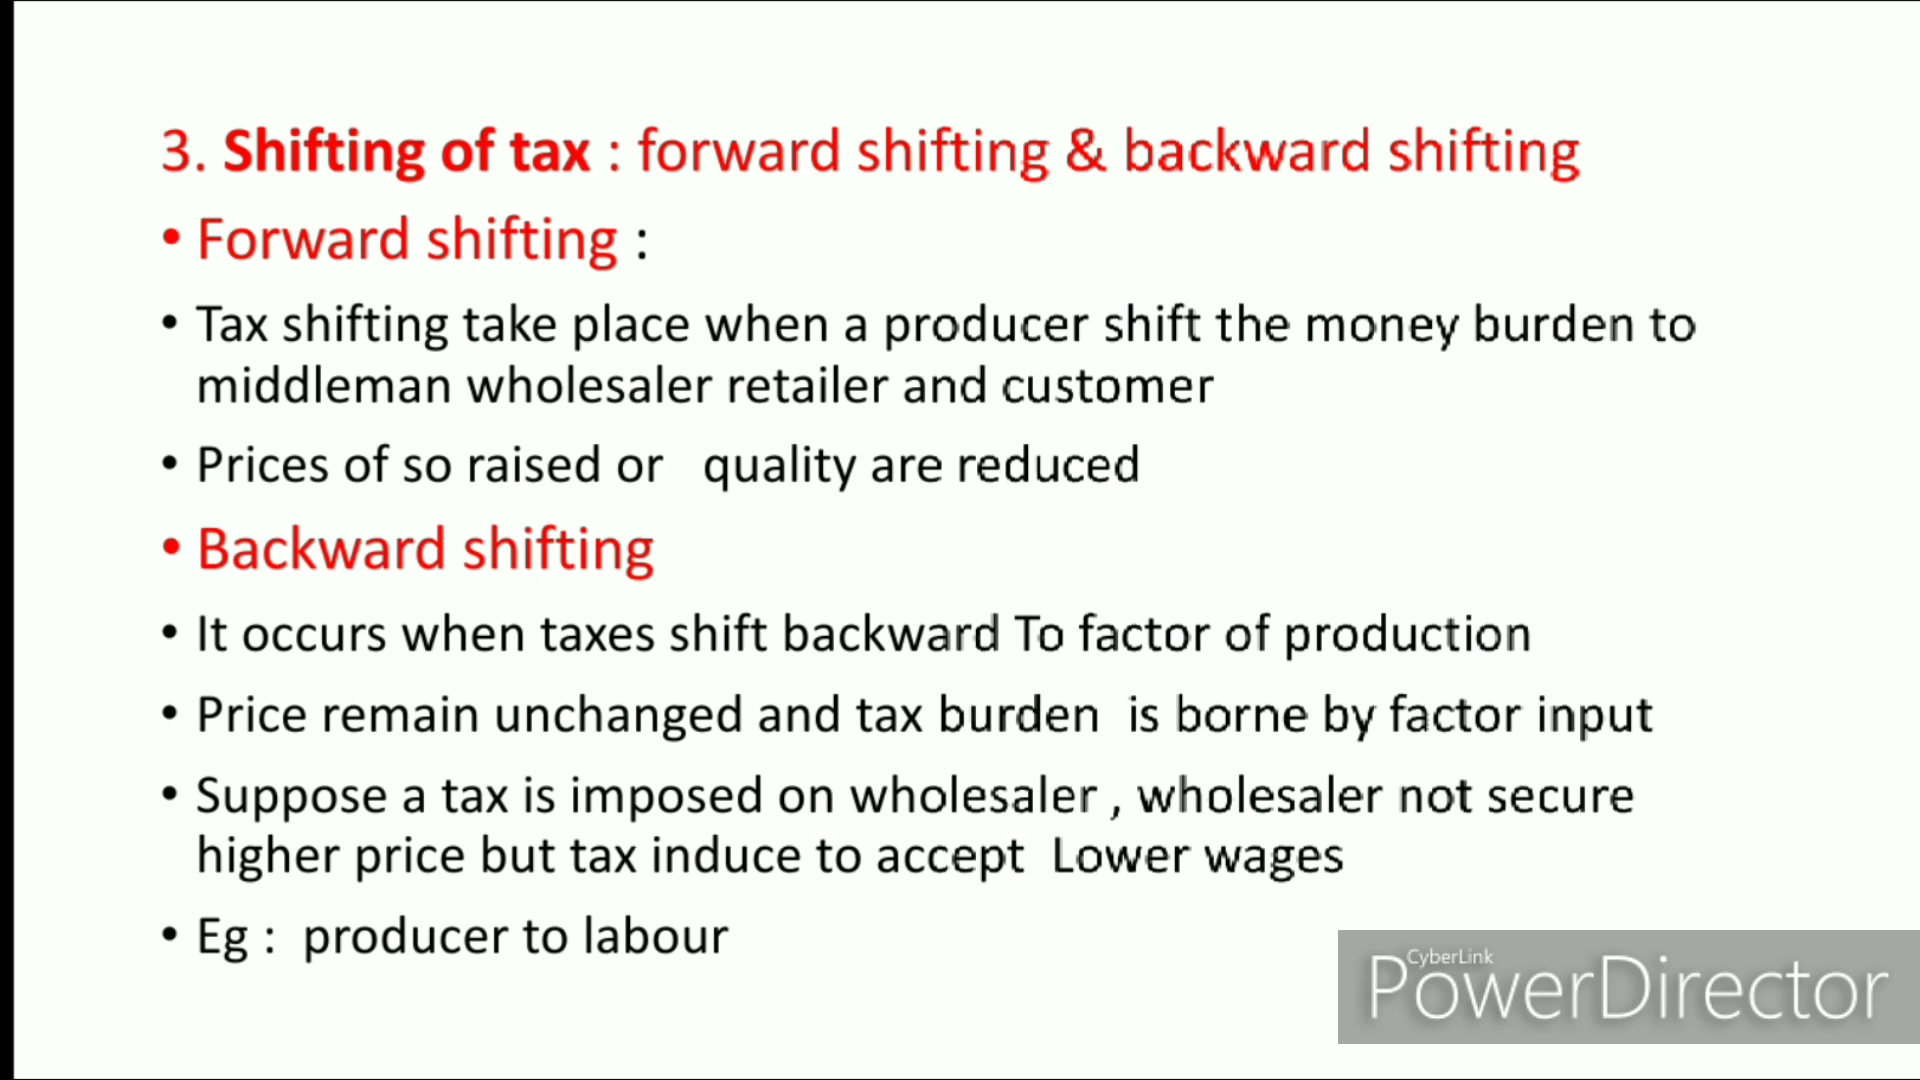 3. Shifting of tax : forward shifting & backward shifting
• Forward shifting :
• Tax shifting take place when a producer shift the money burden to
middleman wholesaler retailer and customer
• Prices of so raised or quality are reduced
• Backward shifting
• It occurs when taxes shift backward To factor of production
• Price remain unchanged and tax burden is borne by factor input
• Suppose a tax is imposed on wholesaler , wholesaler not secure
higher price but tax induce to accept Lower wages
• Eg : producer to labour
CyberLink
PowerDirector